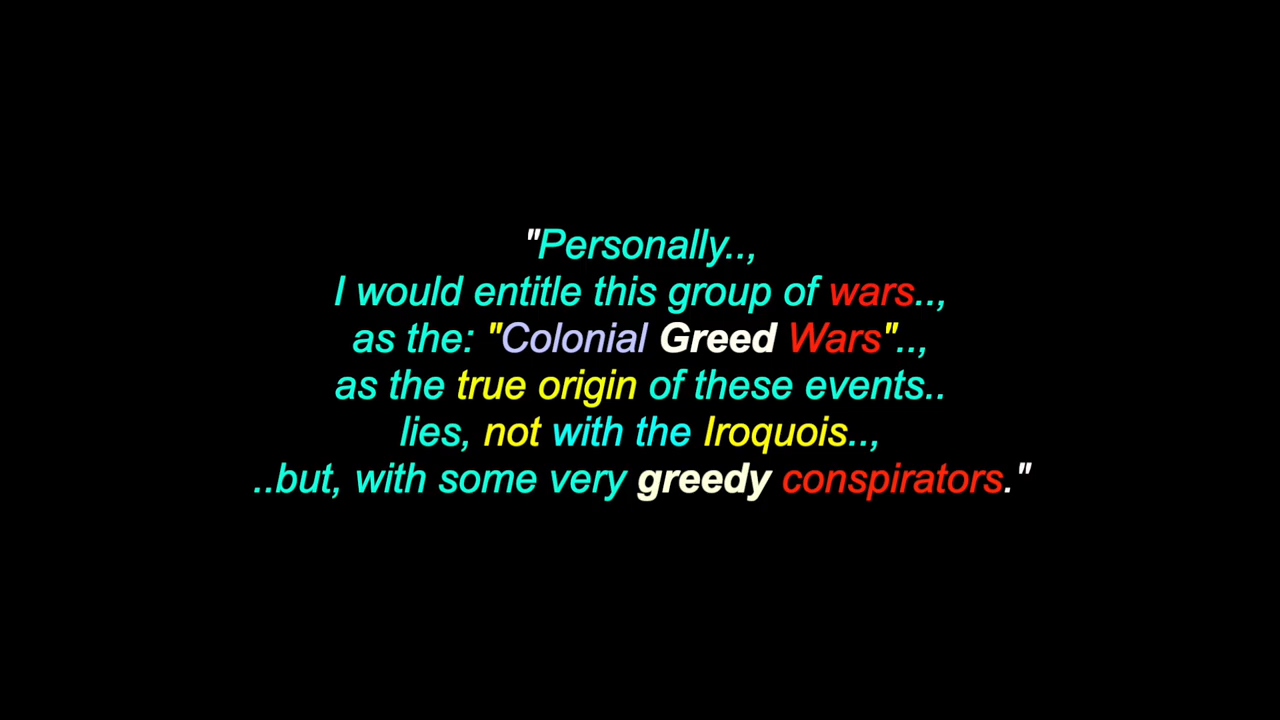 "Personally..,
I would entitle this group of wars..,
as the: "Colonial Greed Wars"..,
as the true origin of these events..
lies, not with the Iroquois..,
..but, with some very greedy conspirators."